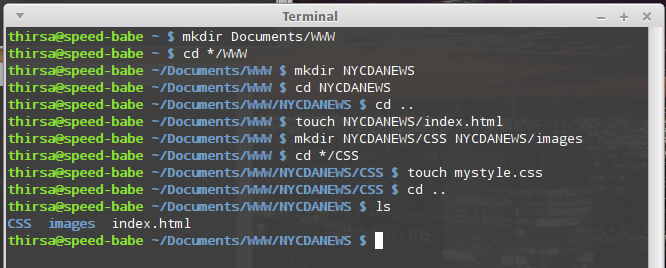 Terminal
thirsa@speed-babe ~ $ mkdir Documents/WWW
thirsa@speed-babe ~ $ cd */WWW
thirsa@speed-babe ~/Documents/WWW $ mkdir NYCDANEWS
thirsa@speed-babe ~/Documents/WWW $ cd NYCDANEWS
thirsa@speed-babe ~/Documents/WWW/NYCDANEWS $ cd ..
thirsa@speed-babe ~/Documents/WWW $ touch NYCDANEWS/index.html
thirsa@speed-babe ~/Documents/WWW $ mkdir NYCDANEWS/CSS NYCDANEWS/images
thirsa@speed-babe ~/Documents/WWW $ cd */CSS
thirsa@speed-babe ~/Documents/WWW/NYCDANEWS/CSS $ touch mystyle.css
thirsa@speed-babe ~/Documents/WWW/NYCDANEWS/CSS $ cd ..
thirsa@speed-babe ~/Documents/WWW/NYCDANEWS $ ls
CSS  images  index.html
thirsa@speed-babe ~/Documents/WWW/NYCDANEWS $